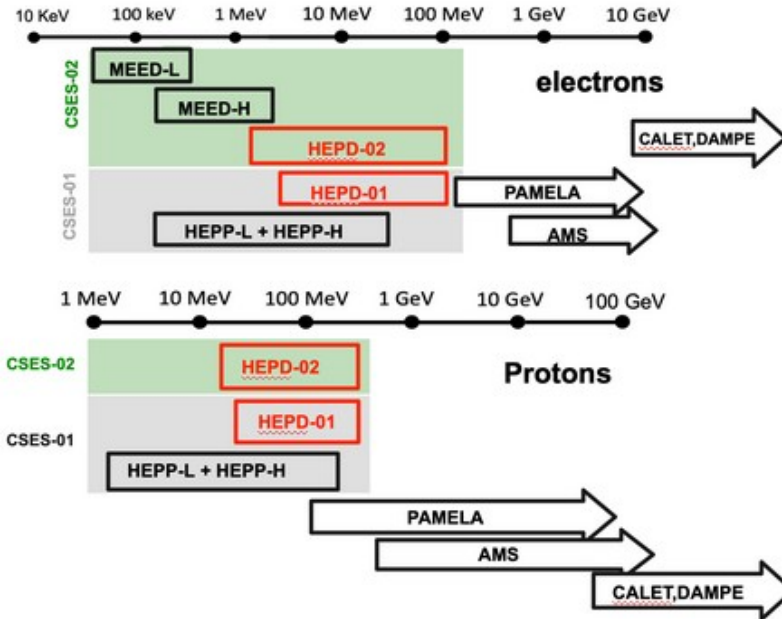 10 KeV 100 keV 1 MeV 10 MeV 100 MeV 1 GeV 10 GeV
CSES-02
MEED-L
electrons
MEED-H
HEPD-02
CALET,DAMPE
CSES-01
HEPD-01
PAMELA
HEPP-L + HEPP-H
AMS
1 MeV 10 MeV 100 MeV 1 GeV 10 GeV 100 GeV
CSES-02
HEPD-02
Protons
CSES-01
HEPD-01
HEPP-L + HEPP-H
PAMELA
AMS
CALET,DAMPE